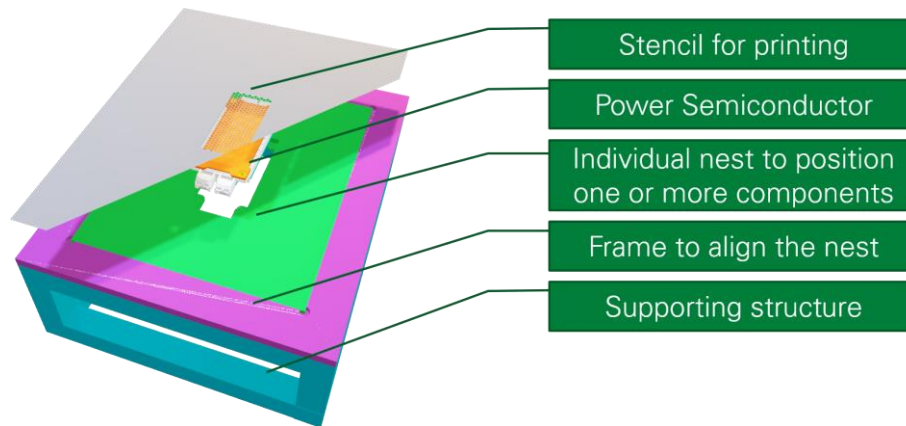 Stencil for printing
Power Semiconductor
Individual nest to position
one or more components
Frame to align the nest
Supporting structure